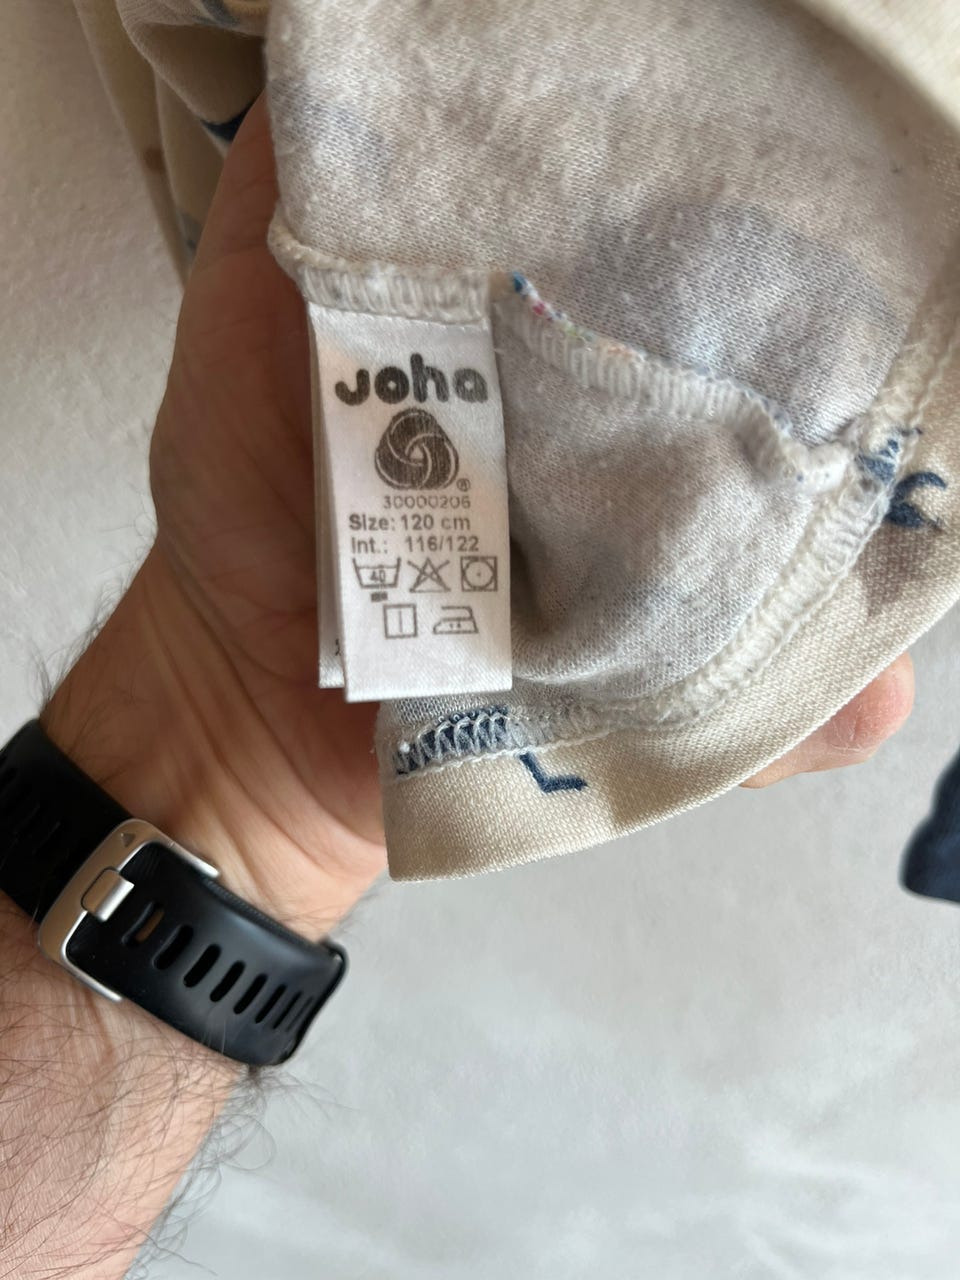 Joha
®
30000206
Size: 120 cm
Int.: 116/122
40